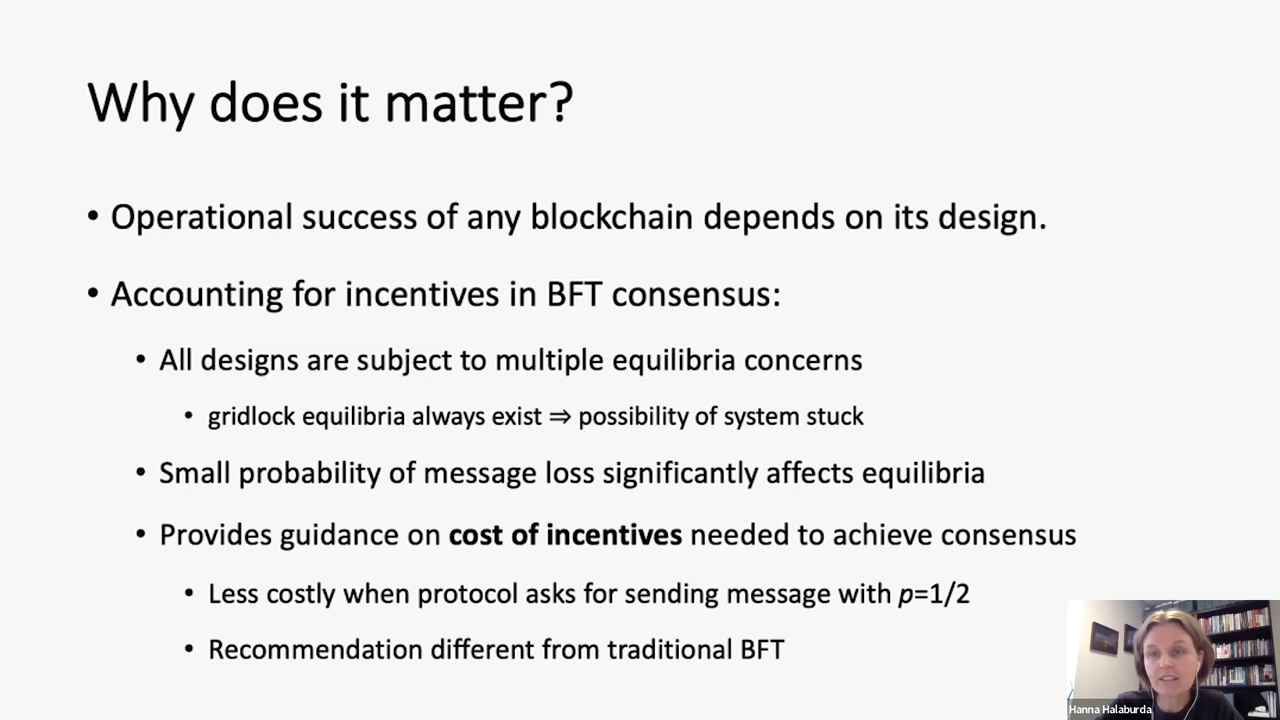 Why does it matter?
• Operational success of any blockchain depends on its design.
• Accounting for incentives in BFT consensus:
• All designs are subject to multiple equilibria concerns
• gridlock equilibria always exist ⇒ possibility of system stuck
• Small probability of message loss significantly affects equilibria
• Provides guidance on cost of incentives needed to achieve consensus
• Less costly when protocol asks for sending message with p=1/2
• Recommendation different from traditional BFT
Hanna Halaburda